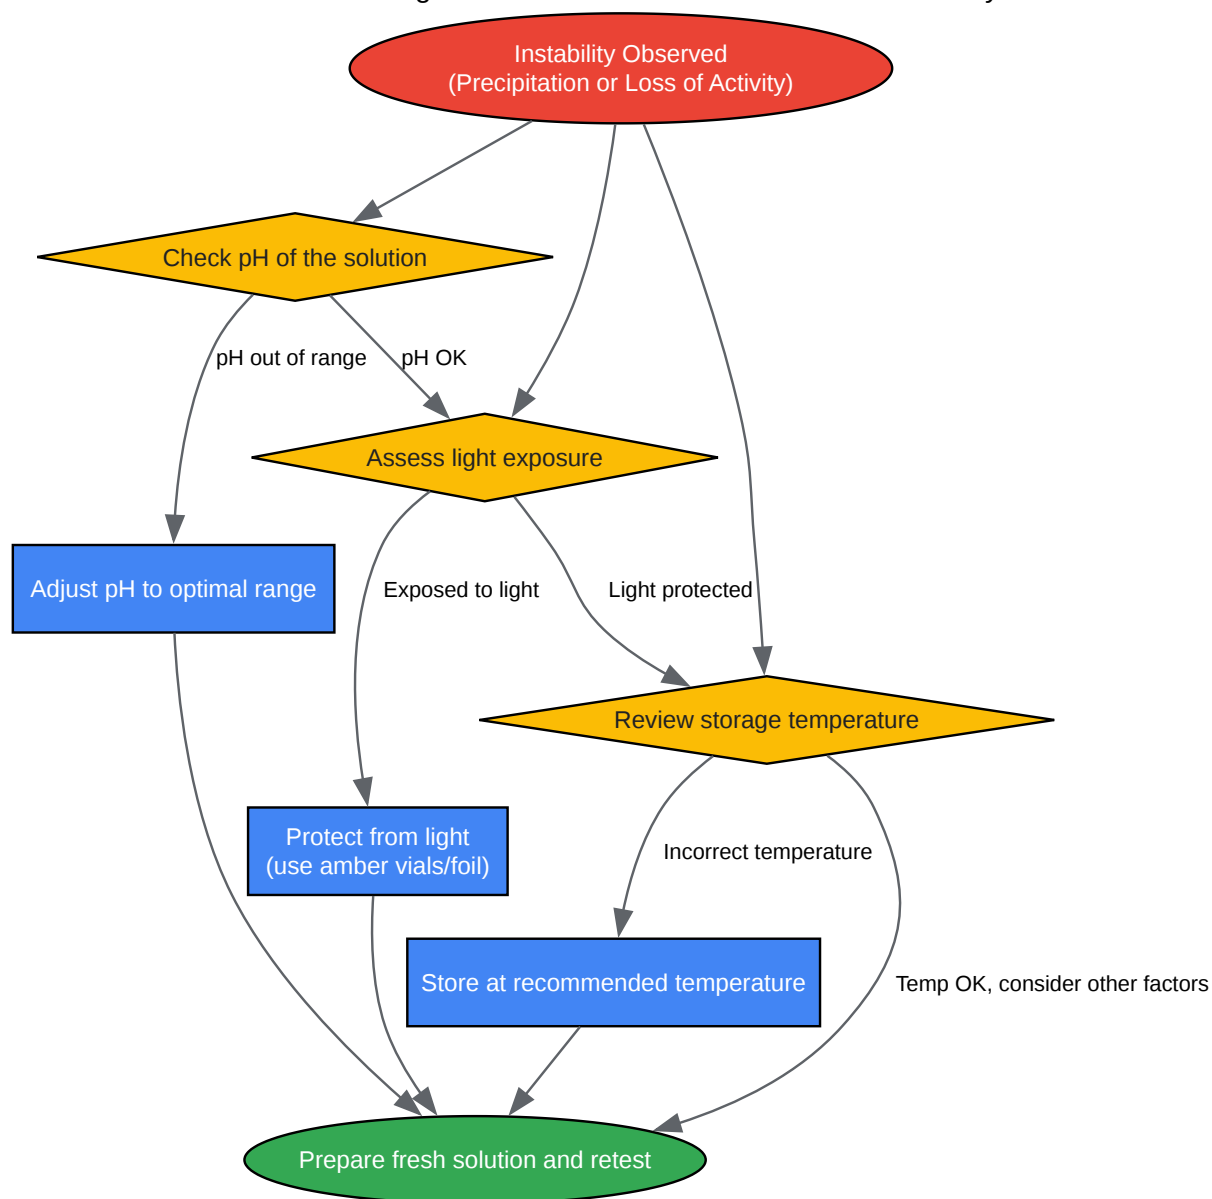 Instability Observed
(Precipitation or Loss of Activity)
Check pH of the solution
pH out of range
pH OK
Assess light exposure
Adjust pH to optimal range
Exposed to light
Light protected
Review storage temperature
Protect from light
(use amber vials/foil)
Incorrect temperature
Store at recommended temperature
Temp OK, consider other factors
Prepare fresh solution and retest